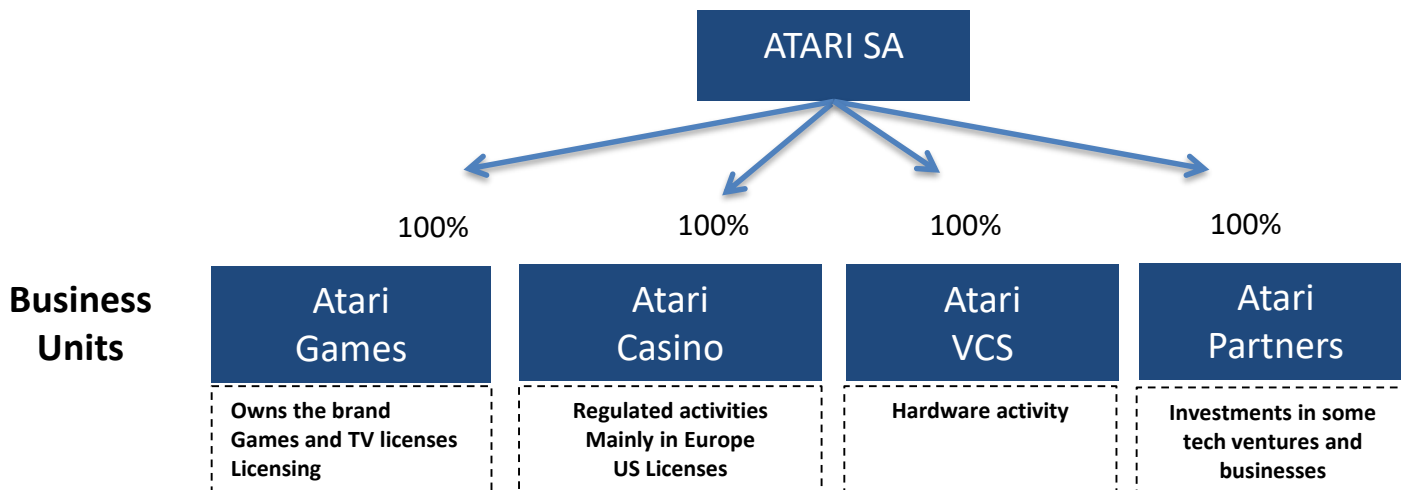 ATARI SA
100%
100%
100%
100%
Business
Units
Atari
Games
Atari
Casino
Atari
VCS
Atari
Partners
Owns the brand
Games and TV licenses
Licensing
Regulated activities
Mainly in Europe
US Licenses
Hardware activity
Investments in some
tech ventures and
businesses